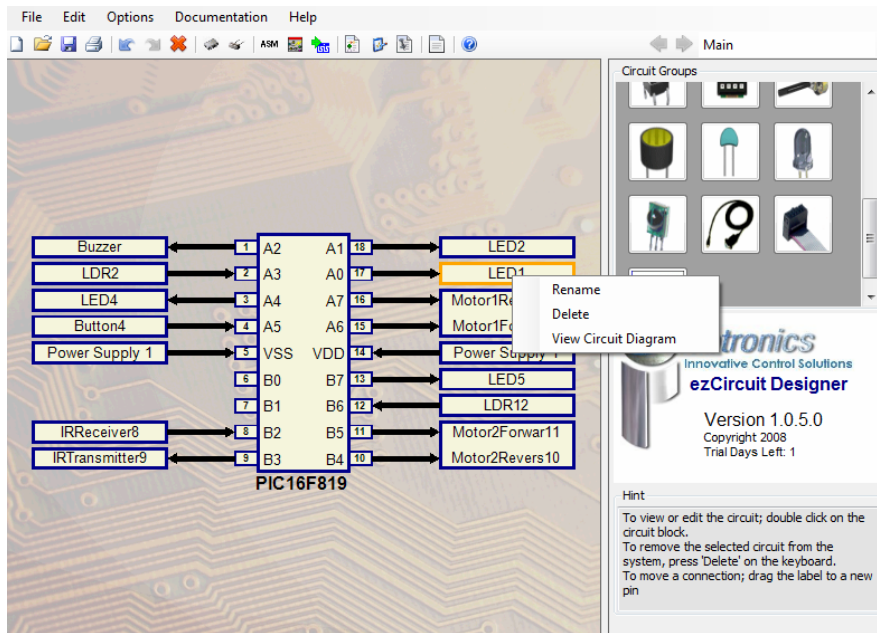 File Edit Options Documentation Help
ASM
Main
Circuit Groups
Buzzer 1 A2 A1 18 LED2
LDR2 2 A3 A0 17 LED1
LED4 3 A4 A7 16 Motor1Re
Button4 4 A5 A6 15 Motor1Fo
Power Supply 1 5 VSS VDD 14 Power Supply 1
6 B0 B7 13 LED5
7 B1 B6 12 LDR12
IRReceiver8 8 B2 B5 11 Motor2Forwar11
IRTransmitter9 9 B3 B4 10 Motor2Revers10
PIC16F819
Rename
Delete
View Circuit Diagram
tronics
Innovative Control Solutions
ezCircuit Designer
Version 1.0.5.0
Copyright 2008
Trial Days Left: 1
Hint
To view or edit the circuit; double click on the
circuit block.
To remove the selected circuit from the
system, press 'Delete' on the keyboard.
To move a connection; drag the label to a new
pin